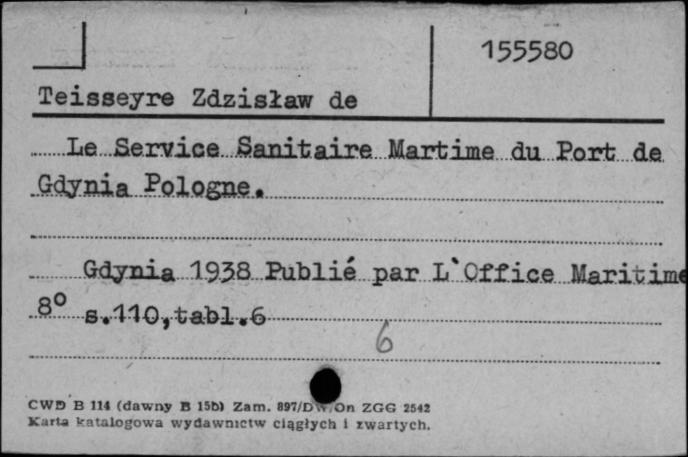 155580
Teisseyre Zdzisław de
Le Service Sanitaire Martime du Port de
Gdynia Pologne.
Gdynia 1938 Publié par L`Office Maritime
8° s.110,tabl.6
6
CWD B 114 (dawny B 15b) Zam. 897/DW/On ZGG 2542
Karta katalogowa wydawnictw ciągłych i zwartych.